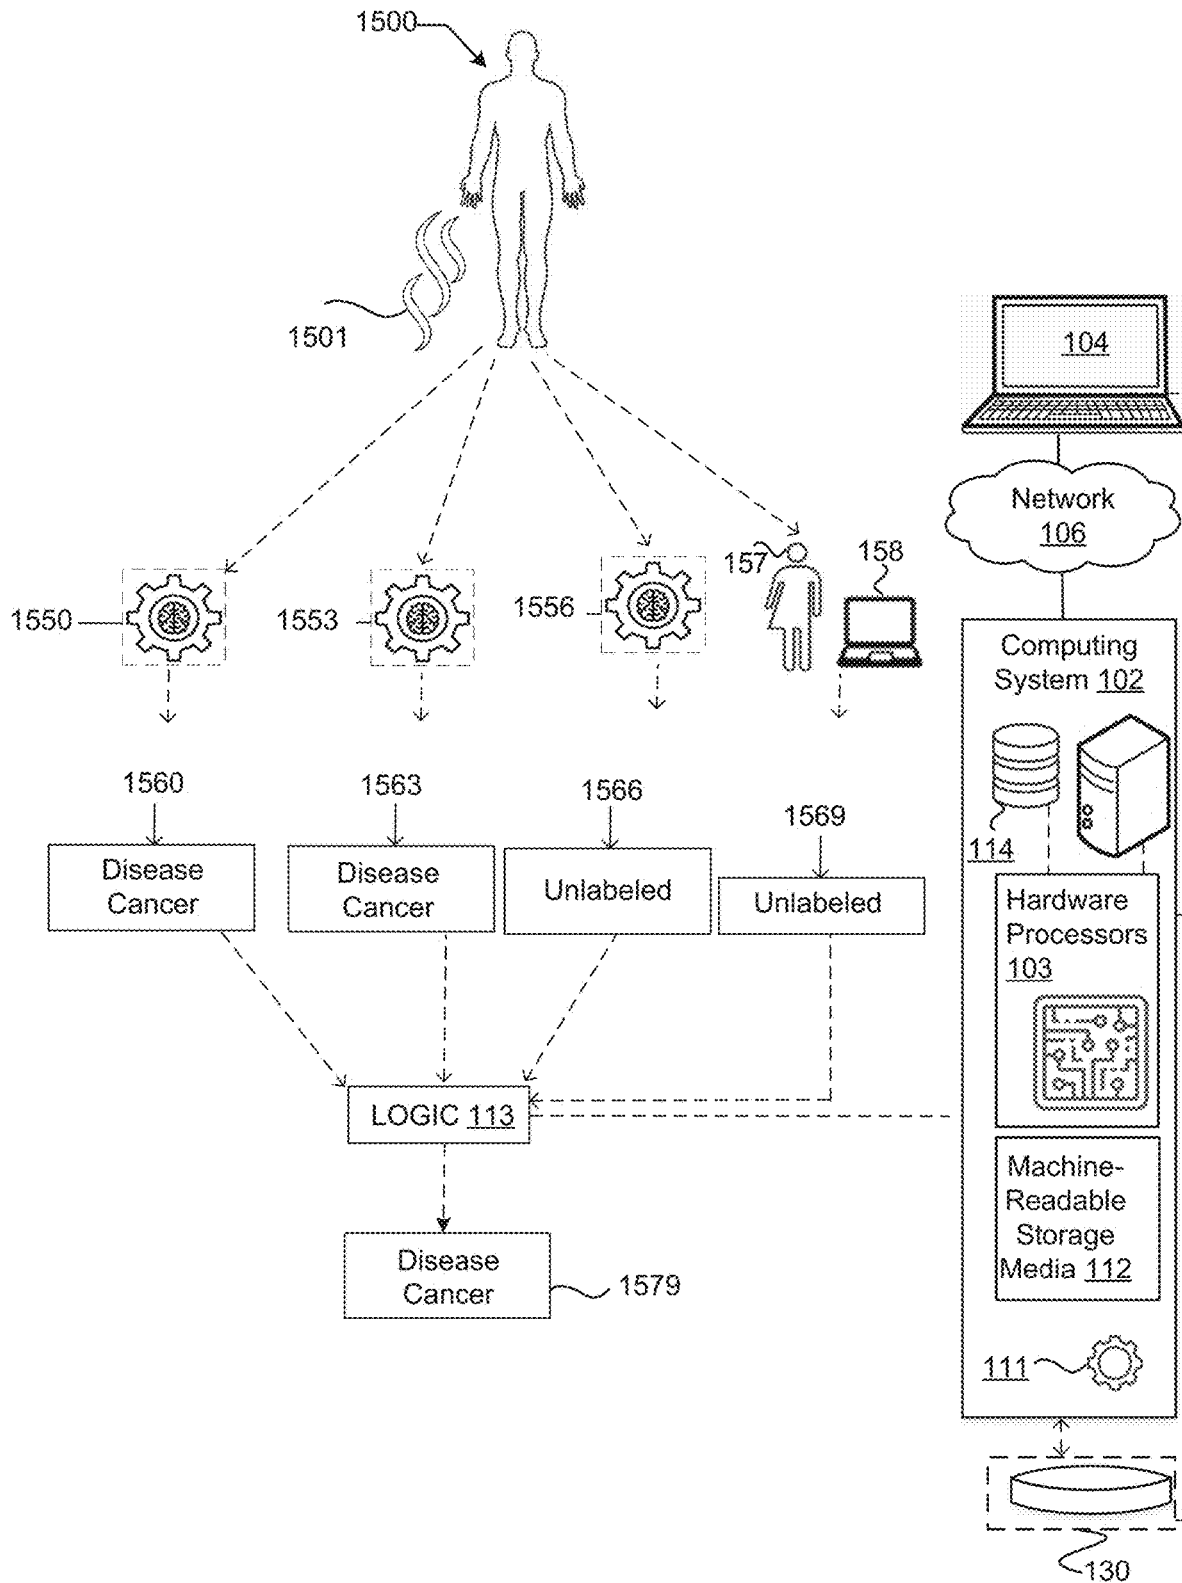 1500
1501
104
Network
106
157
158
1550
1553
1556
Computing
System 102
114
1560
1563
1566
1569
Disease
Cancer
Disease
Cancer
Unlabeled
Unlabeled
Hardware
Processors
103
LOGIC 113
Machine-
Readable
Storage
Media 112
Disease
Cancer
1579
111
130